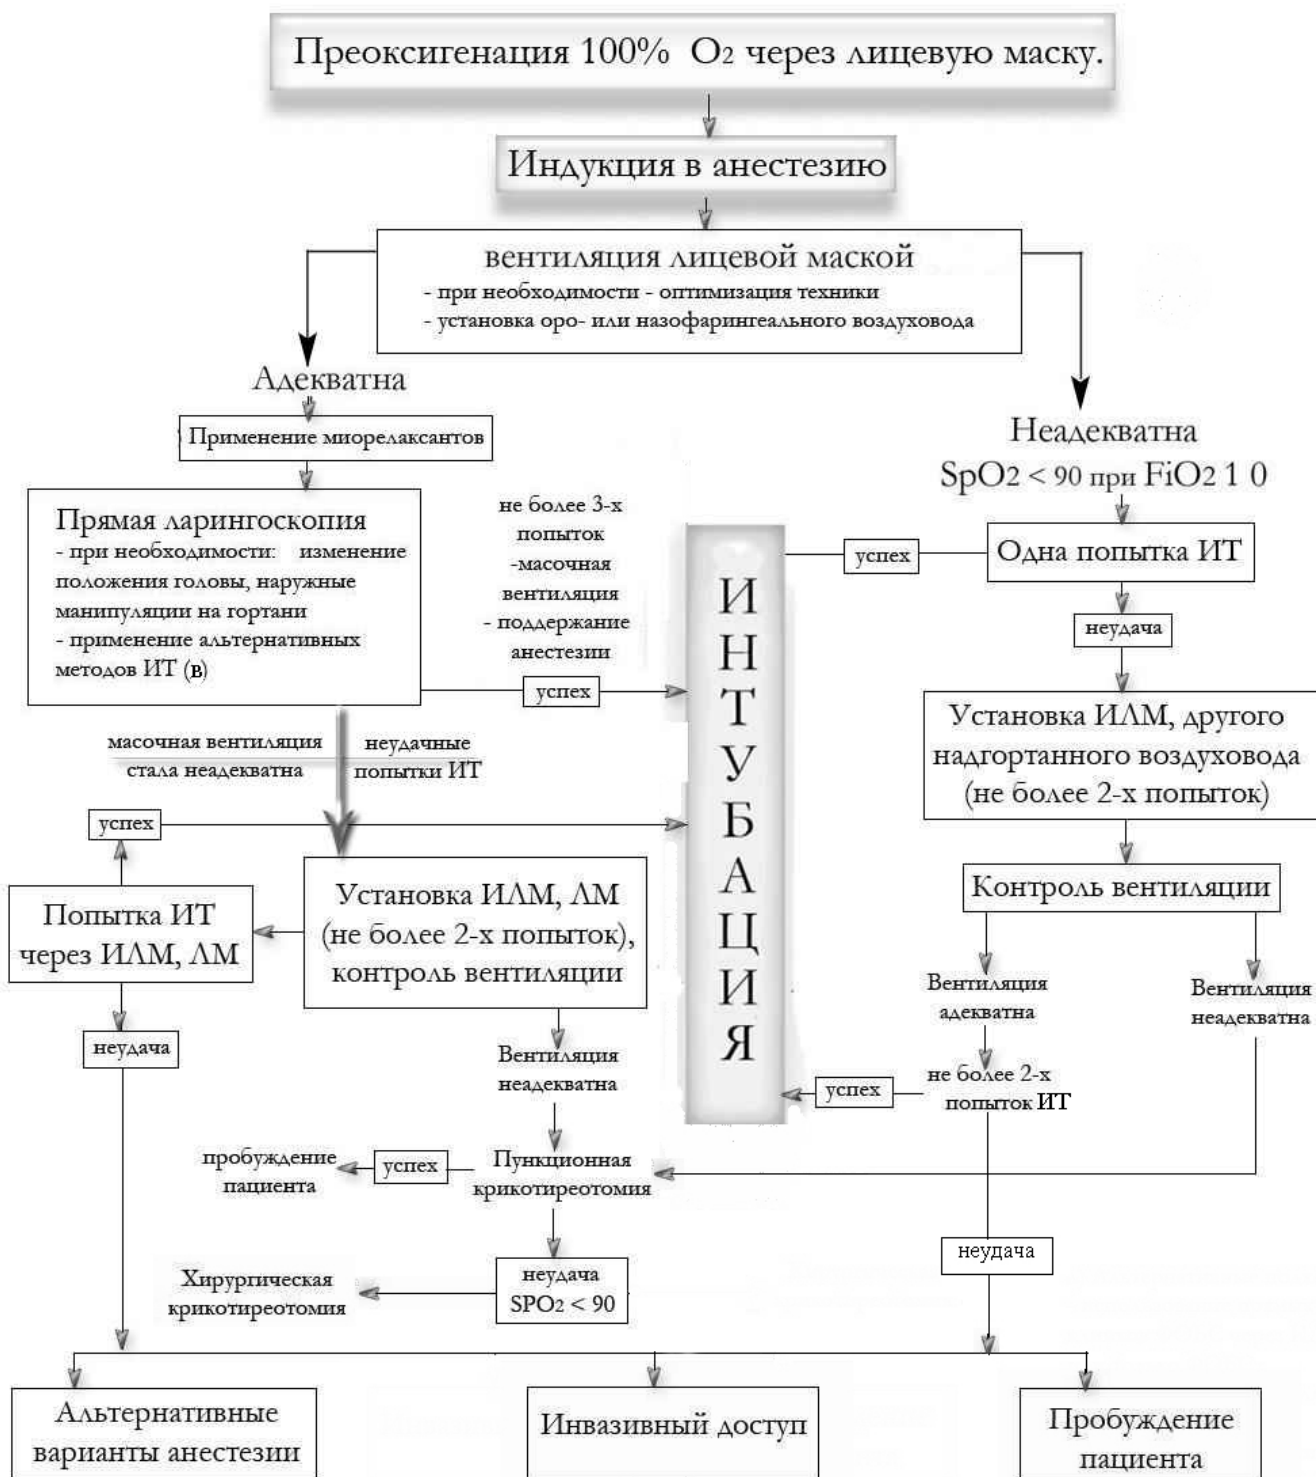 Преоксигенация 100% O2 через лицевую маску.
Индукция в анестезию
вентиляция лицевой маской
- при необходимости - оптимизация техники
- установка оро- или назофарингеального воздуховода
Адекватна
Применение миорелаксантов
Прямая ларингоскопия
- при необходимости: изменение
положения головы, наружные
манипуляции на гортани
- применение альтернативных
методов ИТ (в)
не более 3-х
попыток
-масочная
вентиляция
- поддержание
анестезии
успех
масочная вентиляция
стала неадекватна
неудачные
попытки ИТ
успех
Попытка ИТ
через ИЛМ, ЛМ
неудача
Установка ИЛМ, ЛМ
(не более 2-х попыток),
контроль вентиляции
Вентиляция
неадекватна
Пункционная
крикотиреотомия
успех
пробуждение
пациента
неудача
SPO2 < 90
Хирургическая
крикотиреотомия
ИНТУБАЦИЯ
Неадекватна
SpO2 < 90 при FiO2 1 0
Одна попытка ИТ
успех
неудача
Установка ИЛМ, другого
надгортанного воздуховода
(не более 2-х попыток)
Контроль вентиляции
Вентиляция
адекватна
Вентиляция
неадекватна
не более 2-х
попыток ИТ
успех
неудача
Альтернативные
варианты анестезии
Инвазивный доступ
Пробуждение
пациента